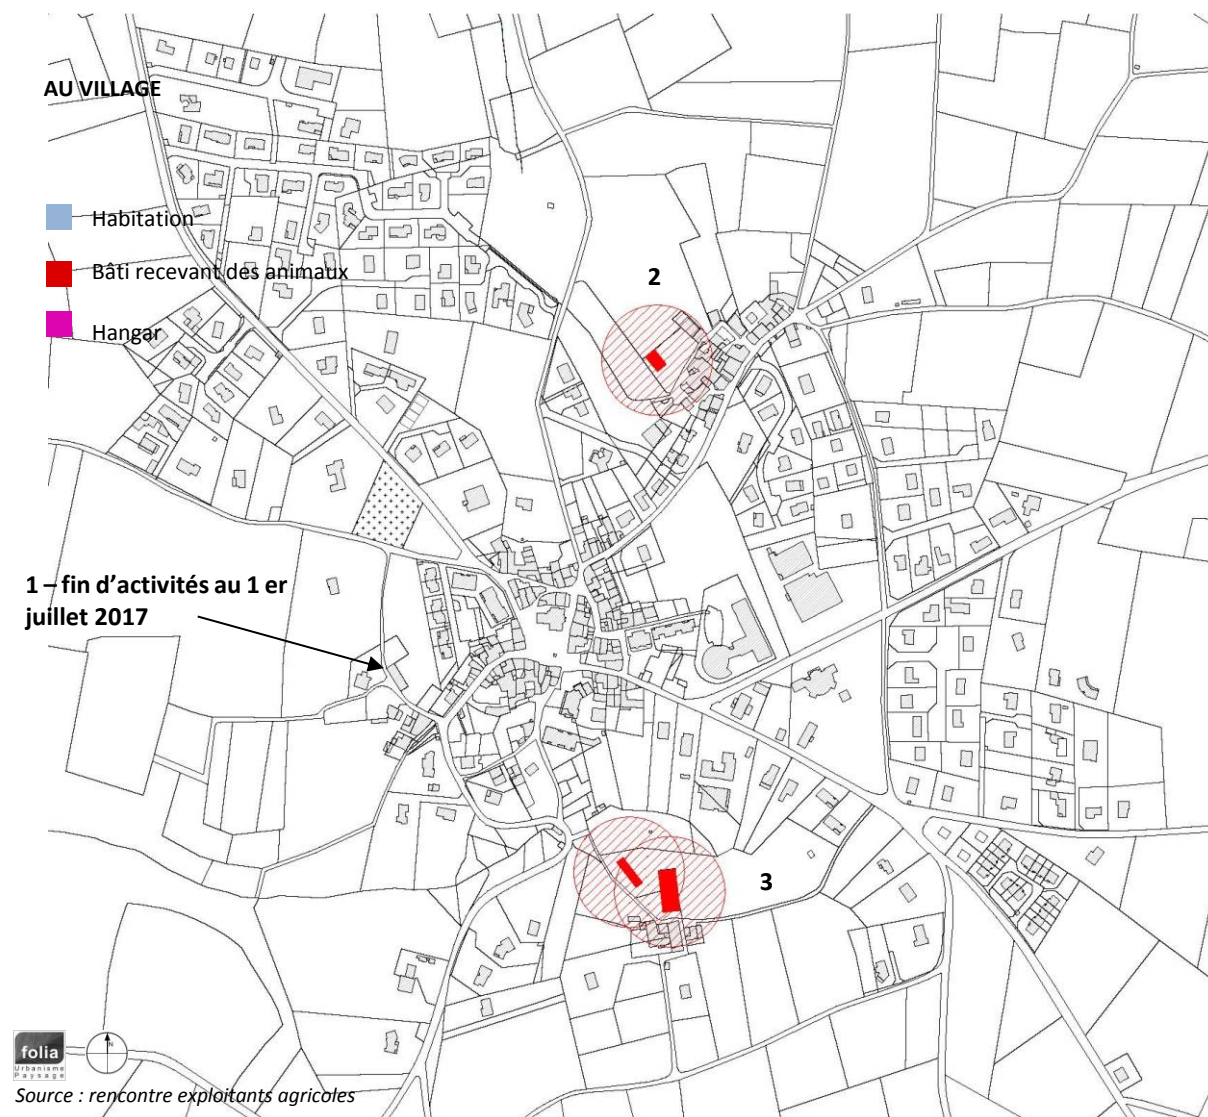 AU VILLAGE
Habitation
Bâti recevant des animaux
Hangar
2
1 – fin d’activités au 1 er
juillet 2017
3
folia
Urbanisme
Paysage
N
Source : rencontre exploitants agricoles